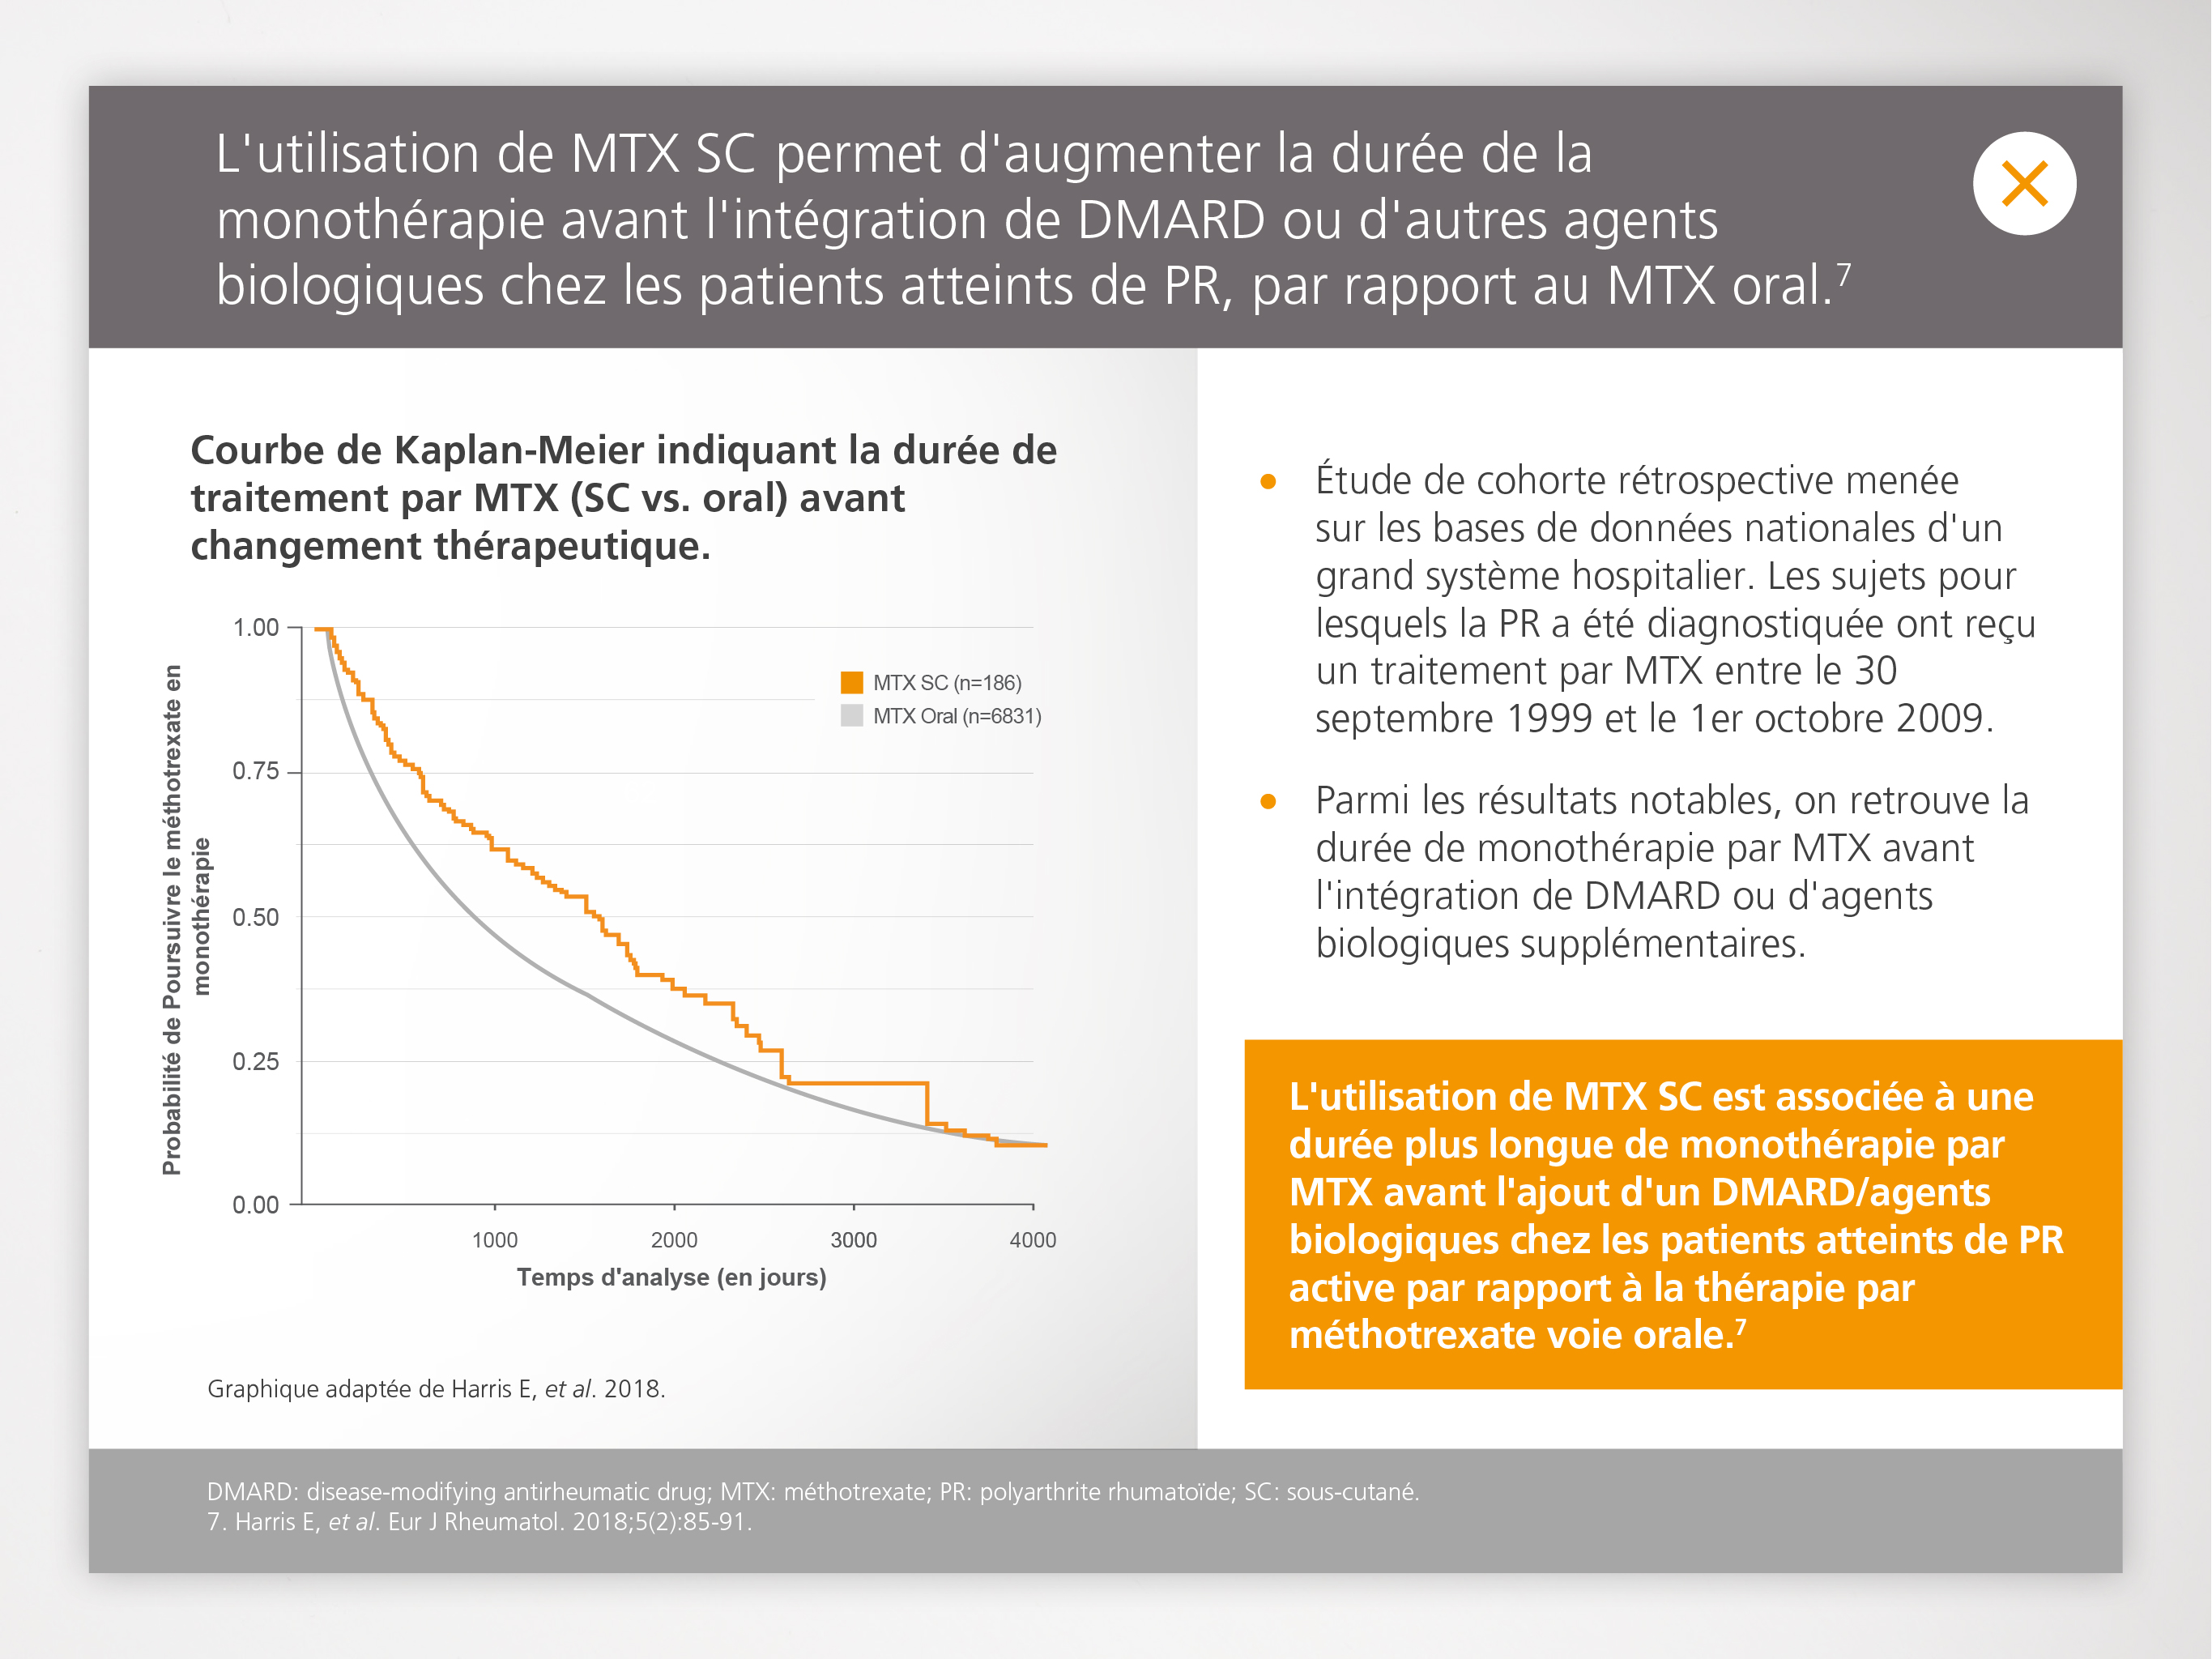 L'utilisation de MTX SC permet d'augmenter la durée de la
monothérapie avant l'intégration de DMARD ou d'autres agents
biologiques chez les patients atteints de PR, par rapport au MTX oral.7
Courbe de Kaplan-Meier indiquant la durée de
traitement par MTX (SC vs. oral) avant
changement thérapeutique.
Probabilité de Poursuivre le méthotrexate en
monothérapie
1.00
0.75
0.50
0.25
0.00
MTX SC (n=186)
MTX Oral (n=6831)
1000 2000 3000 4000
Temps d'analyse (en jours)
Graphique adaptée de Harris E, et al. 2018.
• Étude de cohorte rétrospective menée
sur les bases de données nationales d'un
grand système hospitalier. Les sujets pour
lesquels la PR a été diagnostiquée ont reçu
un traitement par MTX entre le 30
septembre 1999 et le 1er octobre 2009.
• Parmi les résultats notables, on retrouve la
durée de monothérapie par MTX avant
l'intégration de DMARD ou d'agents
biologiques supplémentaires.
L'utilisation de MTX SC est associée à une
durée plus longue de monothérapie par
MTX avant l'ajout d'un DMARD/agents
biologiques chez les patients atteints de PR
active par rapport à la thérapie par
méthotrexate voie orale.7
DMARD: disease-modifying antirheumatic drug; MTX: méthotrexate; PR: polyarthrite rhumatoïde; SC: sous-cutané.
7. Harris E, et al. Eur J Rheumatol. 2018;5(2):85-91.